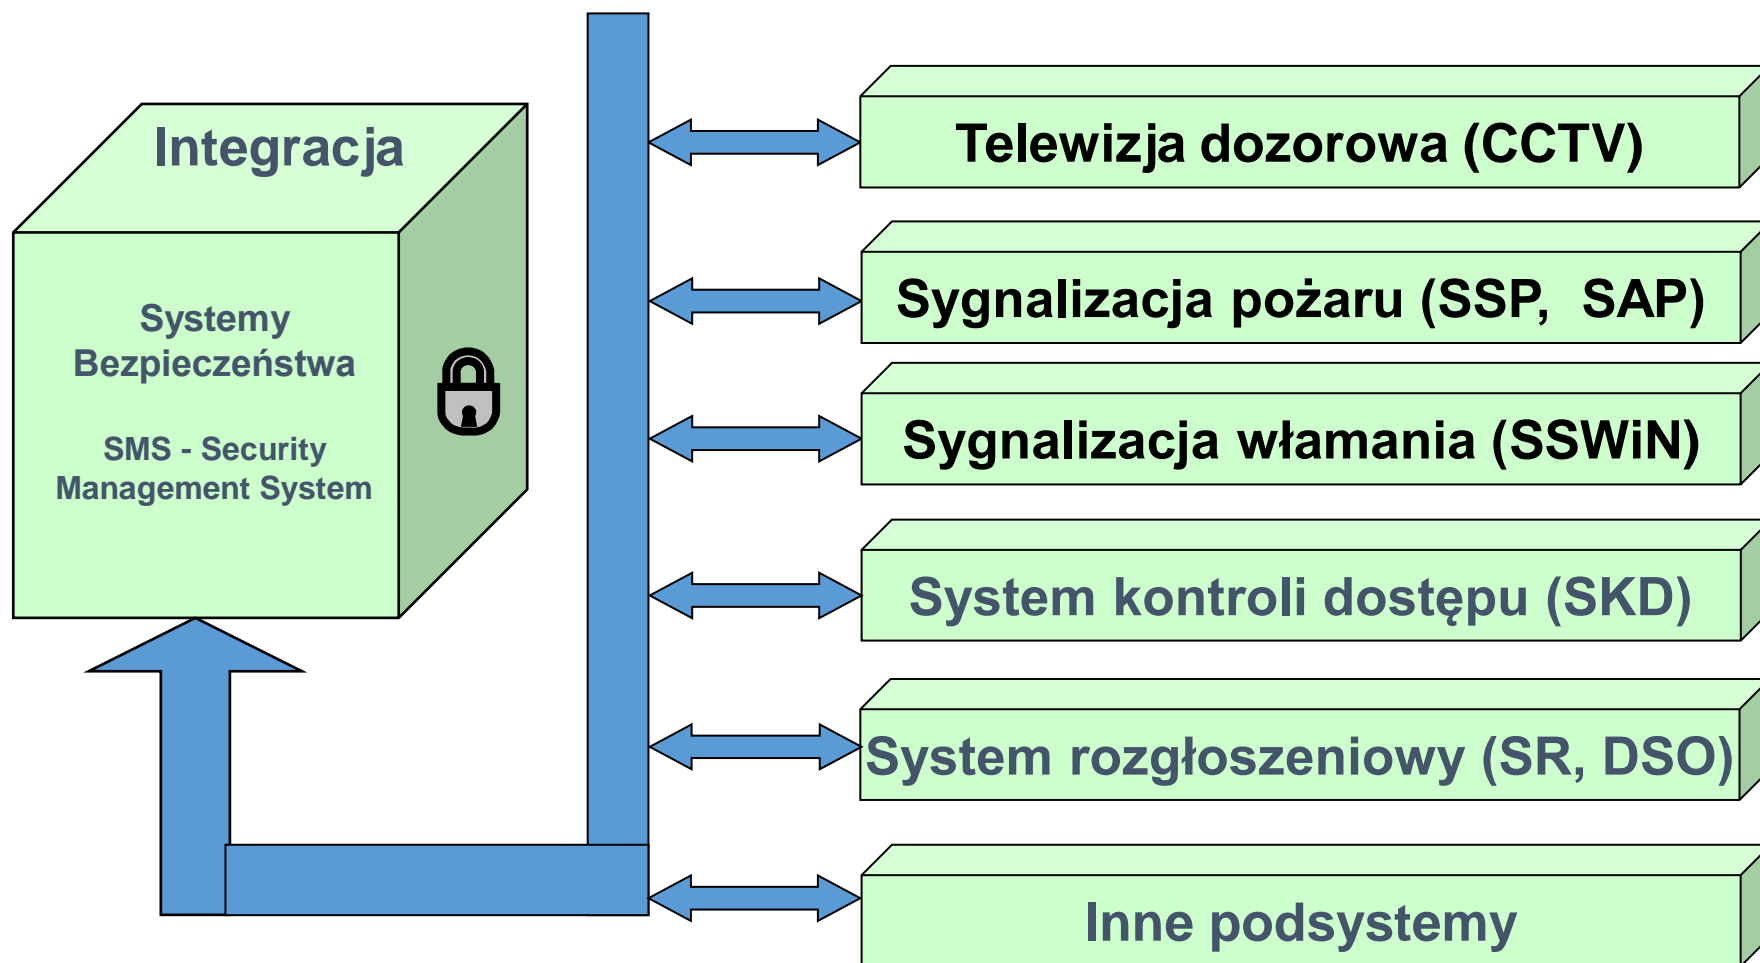 Integracja
Systemy
Bezpieczeństwa
SMS - Security
Management System
Telewizja dozorowa (CCTV)
Sygnalizacja pożaru (SSP, SAP)
Sygnalizacja włamania (SSWiN)
System kontroli dostępu (SKD)
System rozgłoszeniowy (SR, DSO)
Inne podsystemy